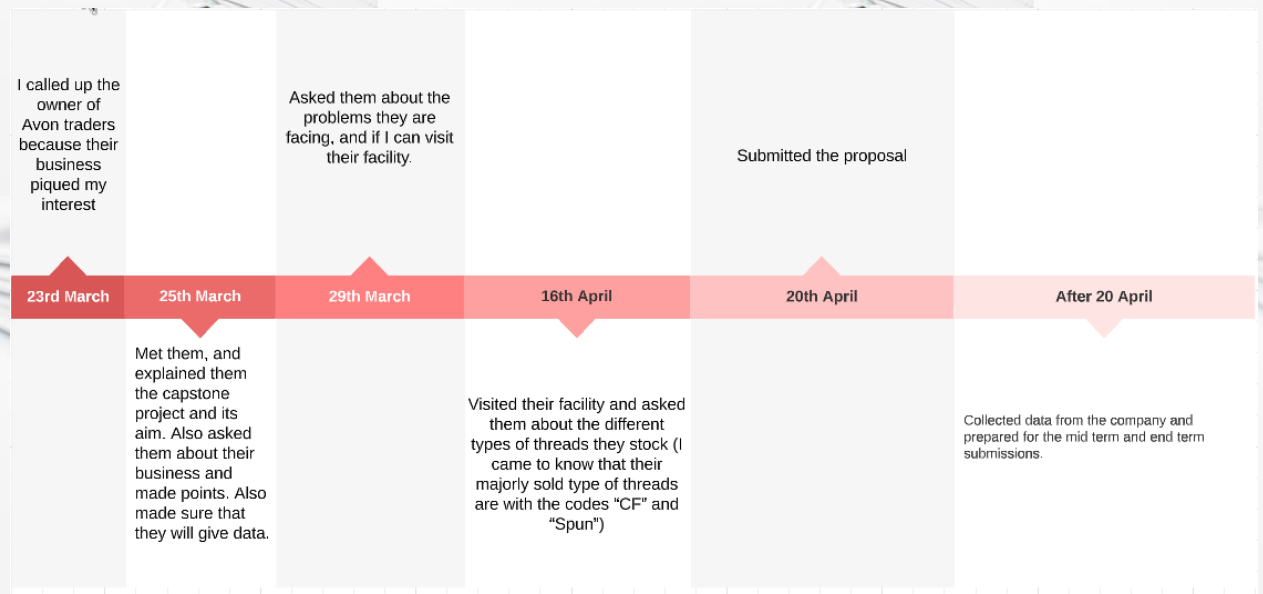 I called up the
owner of
Avon traders
because their
business
piqued my
interest
Asked them about the
problems they are
facing, and if I can visit
their facility.
Submitted the proposal
23rd March
25th March
29th March
16th April
20th April
After 20 April
Met them, and
explained them
the capstone
project and its
aim. Also asked
them about their
business and
made points. Also
made sure that
they will give data.
Visited their facility and asked
them about the different
types of threads they stock (I
came to know that their
majorly sold type of threads
are with the codes “CF” and
“Spun”)
Collected data from the company and
prepared for the mid term and end term
submissions.